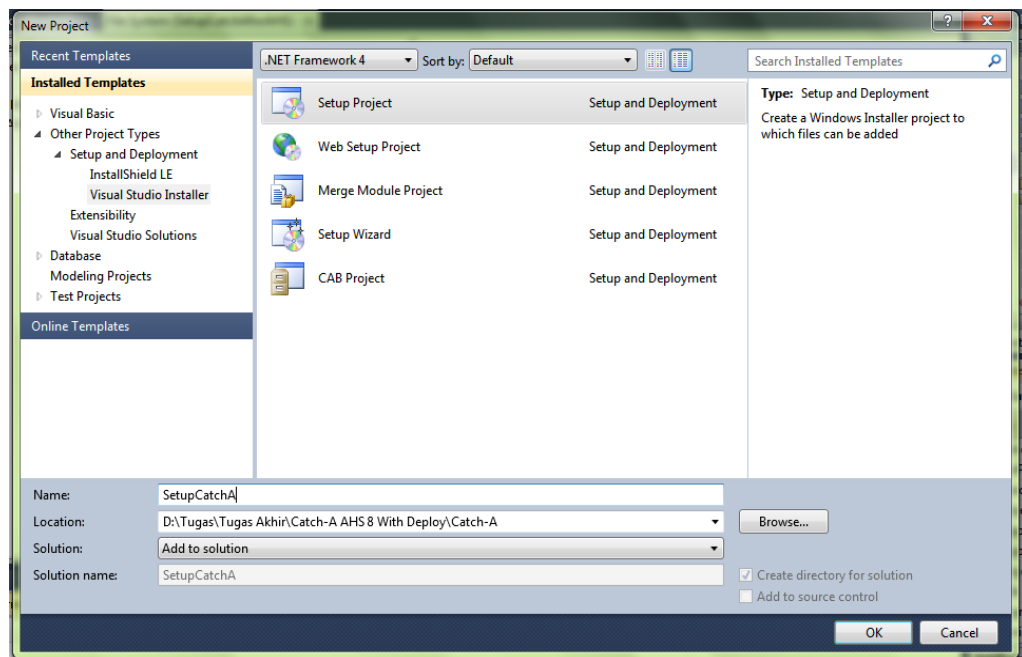 New Project
Recent Templates
Installed Templates
Visual Basic
Other Project Types
Setup and Deployment
InstallShield LE
Visual Studio Installer
Extensibility
Visual Studio Solutions
Database
Modeling Projects
Test Projects
Online Templates
.NET Framework 4 Sort by: Default
Setup Project Setup and Deployment
Web Setup Project Setup and Deployment
Merge Module Project Setup and Deployment
Setup Wizard Setup and Deployment
CAB Project Setup and Deployment
Search Installed Templates
Type: Setup and Deployment
Create a Windows Installer project to
which files can be added
Name: SetupCatchA
Location: D:\Tugas\Tugas Akhir\Catch-A AHS 8 With Deploy\Catch-A Browse...
Solution: Add to solution
Solution name: SetupCatchA
Create directory for solution
Add to source control
OK Cancel